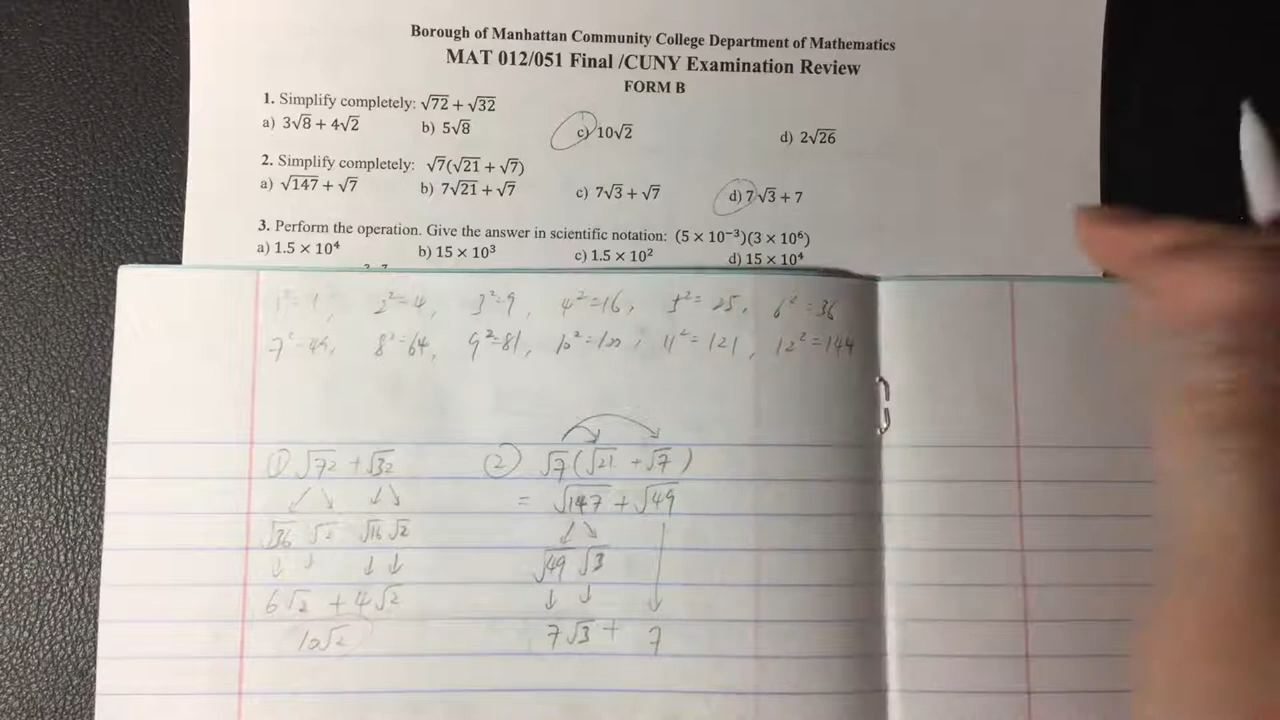 Borough of Manhattan Community College Department of Mathematics
MAT 012/051 Final /CUNY Examination Review
FORM B
1. Simplify completely: √72 + √32
a) 3√8 + 4√2 b) 5√8 c) 10√2 d) 2√26
2. Simplify completely: √7(√21 + √7)
a) √147 + √7 b) 7√21 + √7 c) 7√3 + √7 d) 7√3 + 7
3. Perform the operation. Give the answer in scientific notation: (5 × 10⁻³)(3 × 10⁶)
a) 1.5 × 10⁴ b) 15 × 10³ c) 1.5 × 10² d) 15 × 10⁴
1²=1, 2²=4, 3²=9, 4²=16, 5²=25, 6²=36
7²=49, 8²=64, 9²=81, 10²=100, 11²=121, 12²=144
① √72 + √32
√36 √2 √16 √2
6√2 + 4√2
10√2
② √7(√21 + √7)
= √147 + √49
√49 √3
7√3 + 7